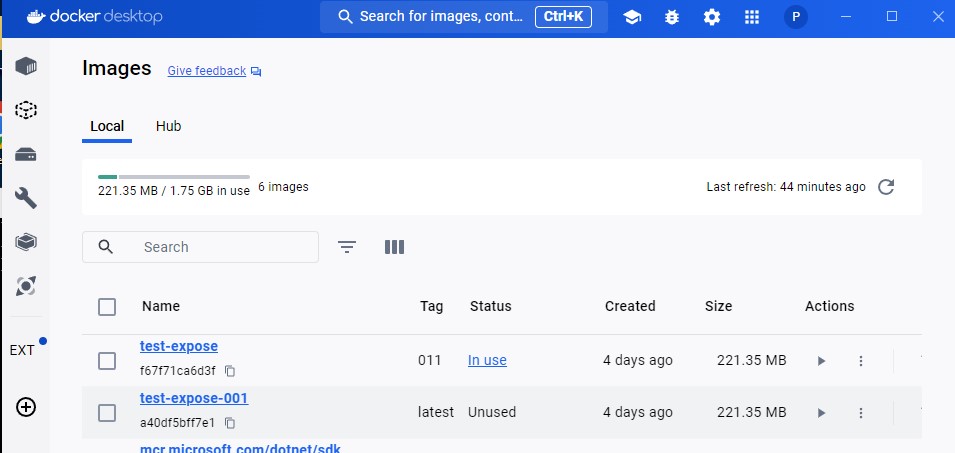 docker desktop
Search for images, cont... Ctrl+K
P
Images Give feedback
Local Hub
221.35 MB / 1.75 GB in use 6 images Last refresh: 44 minutes ago
Search
Name Tag Status Created Size Actions
test-expose
011 In use 4 days ago 221.35 MB
f67f71ca6d3f
EXT
test-expose-001
latest Unused 4 days ago 221.35 MB
a40df5bff7e1
mcr.microsoft.com/dotnet/sdk